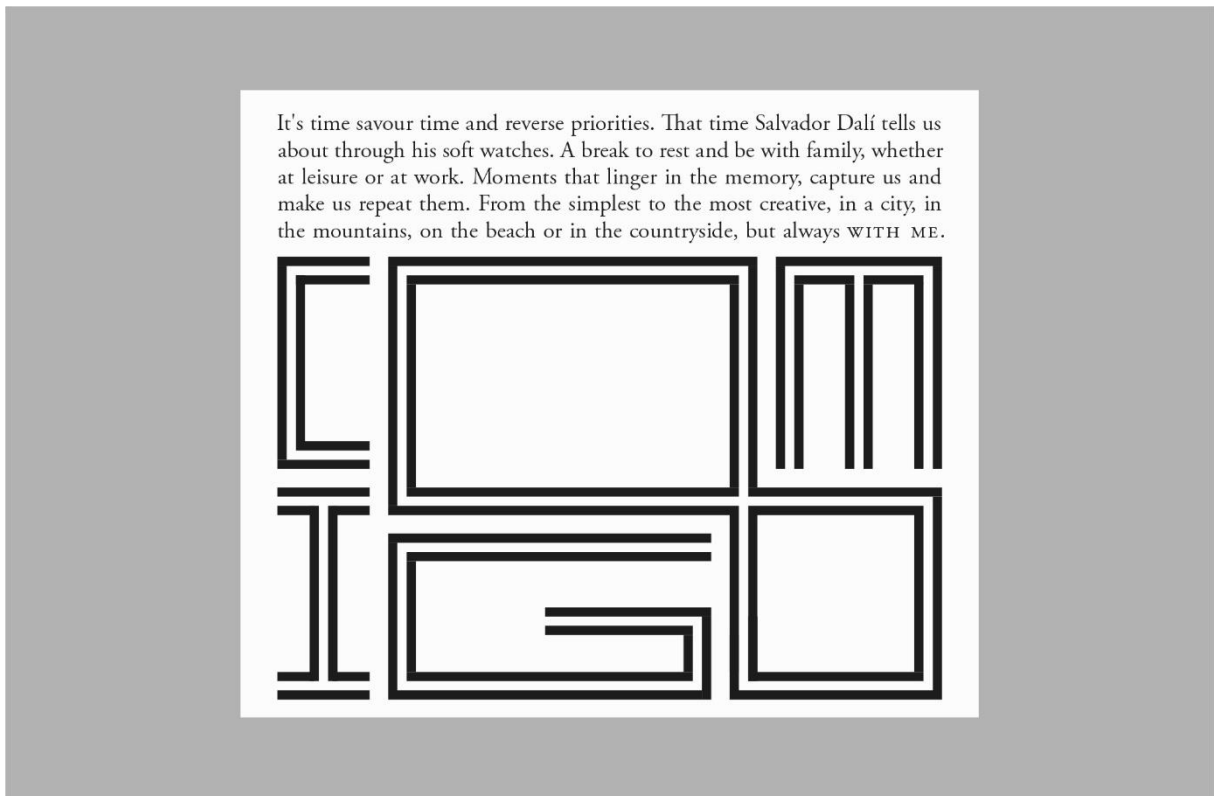 It's time savour time and reverse priorities. That time Salvador Dalí tells us
about through his soft watches. A break to rest and be with family, whether
at leisure or at work. Moments that linger in the memory, capture us and
make us repeat them. From the simplest to the most creative, in a city, in
the mountains, on the beach or in the countryside, but always WITH ME.
COM
IGO